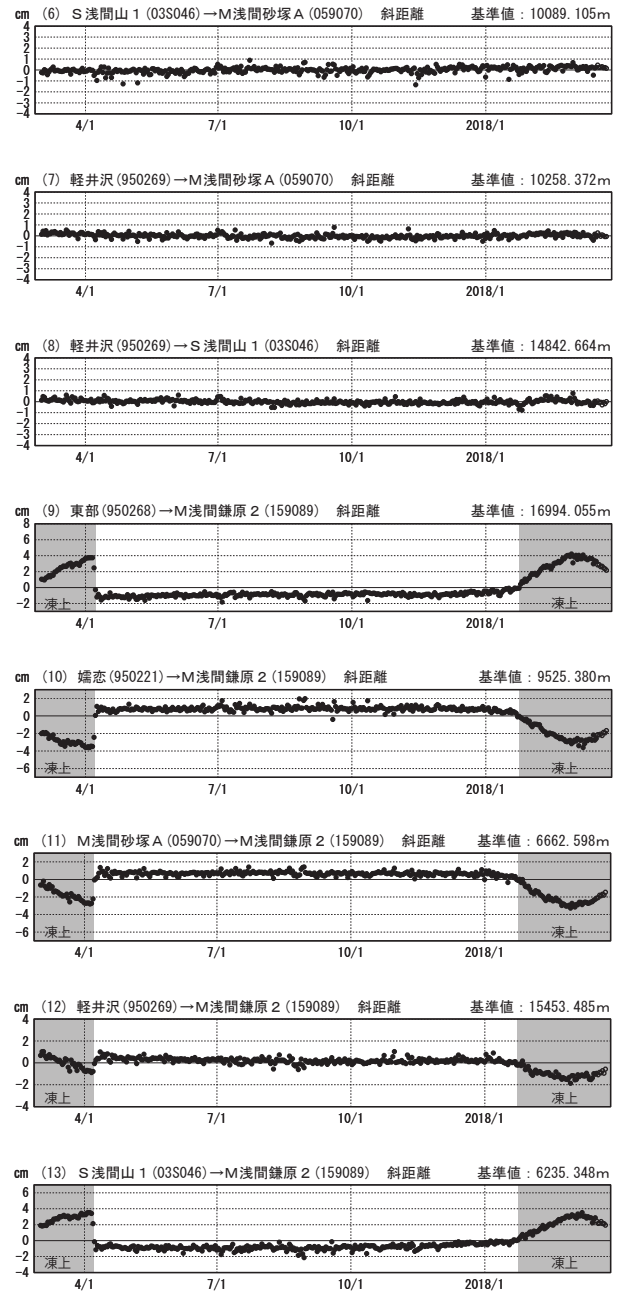 cm (6) S浅間山1(03S046)→M浅間砂塚A(059070) 斜距離 基準値：10089.105m
4
3
2
1
0
-1
-2
-3
-4
4/1 7/1 10/1 2018/1
cm (7) 軽井沢(950269)→M浅間砂塚A(059070) 斜距離 基準値：10258.372m
4
3
2
1
0
-1
-2
-3
-4
4/1 7/1 10/1 2018/1
cm (8) 軽井沢(950269)→S浅間山1(03S046) 斜距離 基準値：14842.664m
4
3
2
1
0
-1
-2
-3
-4
4/1 7/1 10/1 2018/1
cm (9) 東部(950268)→M浅間鎌原2(159089) 斜距離 基準値：16994.055m
8
6
4
2
0
-2
凍上 凍上
4/1 7/1 10/1 2018/1
cm (10) 嬬恋(950221)→M浅間鎌原2(159089) 斜距離 基準値：9525.380m
2
0
-2
-4
-6
凍上 凍上
4/1 7/1 10/1 2018/1
cm (11) M浅間砂塚A(059070)→M浅間鎌原2(159089) 斜距離 基準値：6662.598m
2
0
-2
-4
-6
凍上 凍上
4/1 7/1 10/1 2018/1
cm (12) 軽井沢(950269)→M浅間鎌原2(159089) 斜距離 基準値：15453.485m
4
2
0
-2
-4
凍上 凍上
4/1 7/1 10/1 2018/1
cm (13) S浅間山1(03S046)→M浅間鎌原2(159089) 斜距離 基準値：6235.348m
6
4
2
0
-2
-4
凍上 凍上
4/1 7/1 10/1 2018/1